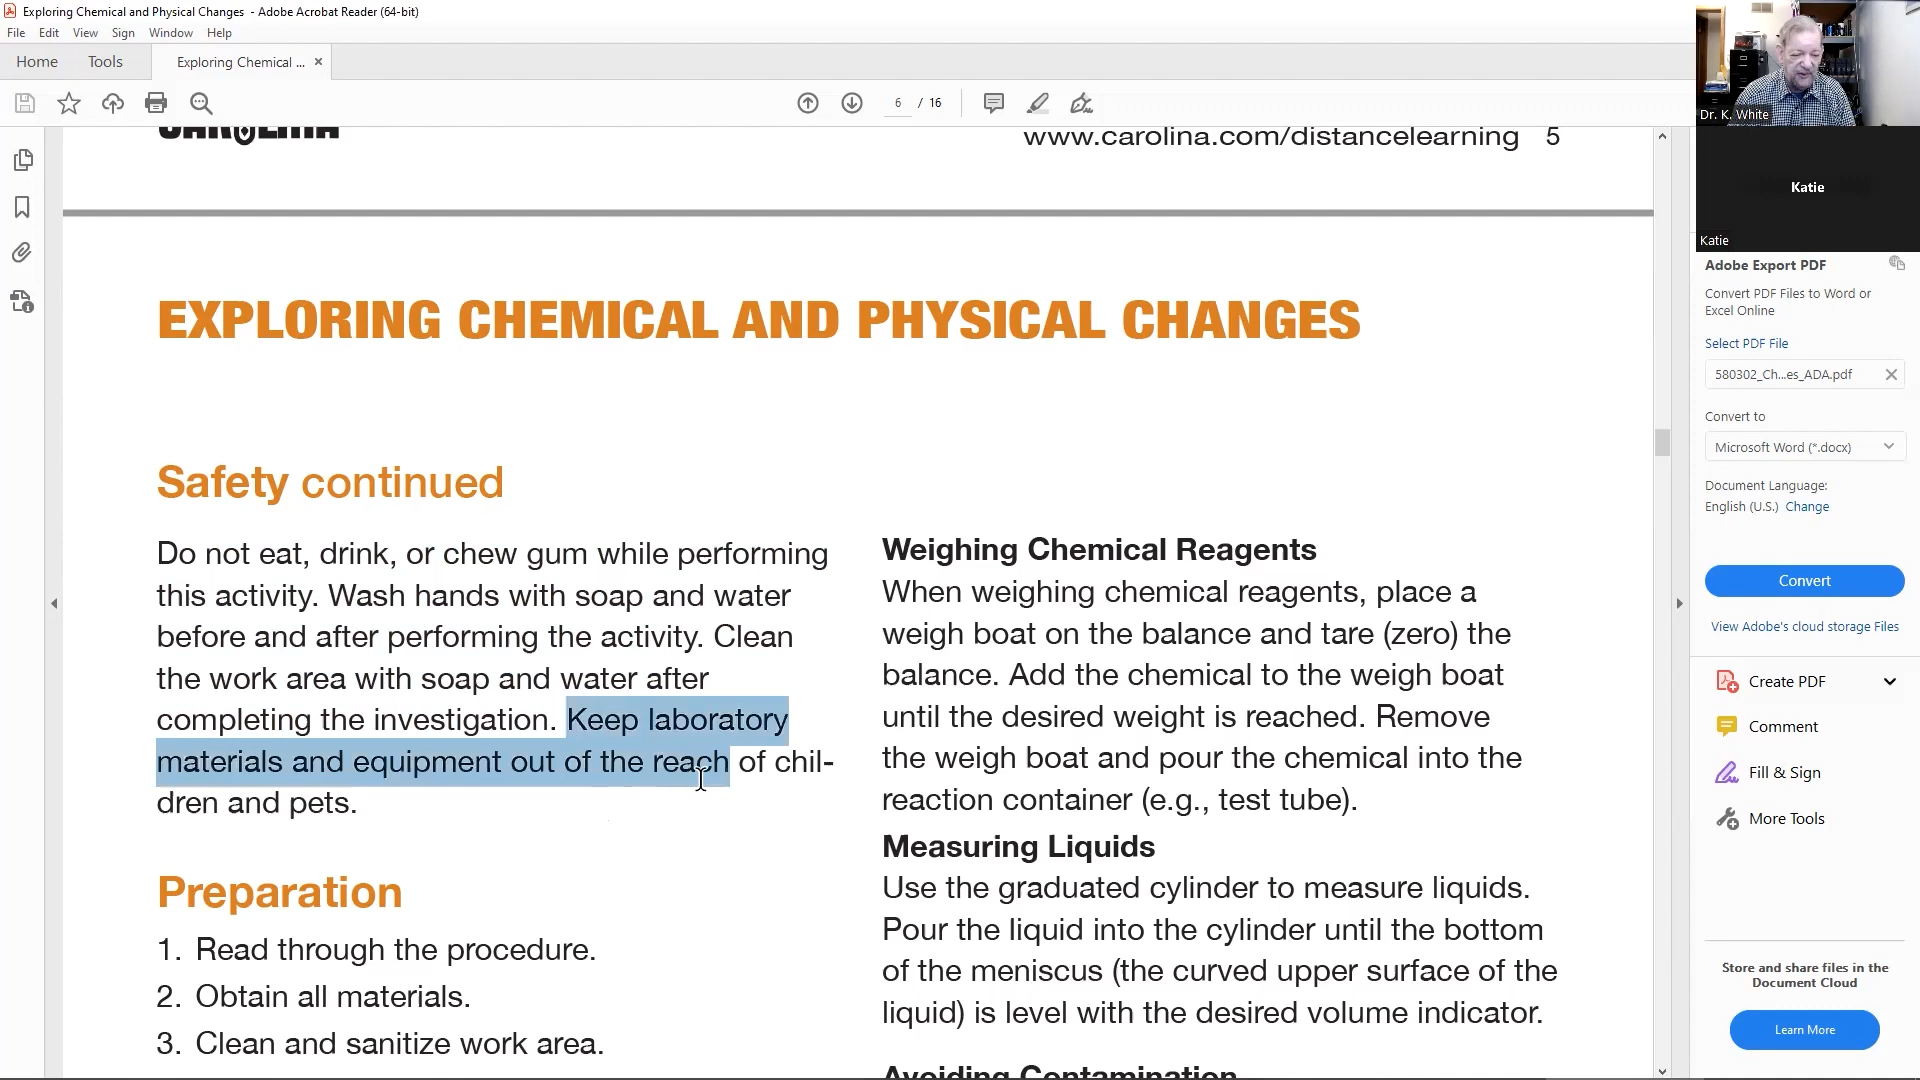 Exploring Chemical and Physical Changes - Adobe Acrobat Reader (64-bit)
File Edit View Sign Window Help
Home Tools Exploring Chemical ... ×
6 / 16
CAROLINA
www.carolina.com/distancelearning 5
EXPLORING CHEMICAL AND PHYSICAL CHANGES
Safety continued
Do not eat, drink, or chew gum while performing
this activity. Wash hands with soap and water
before and after performing the activity. Clean
the work area with soap and water after
completing the investigation. Keep laboratory
materials and equipment out of the reach of chil-
dren and pets.
Preparation
1. Read through the procedure.
2. Obtain all materials.
3. Clean and sanitize work area.
Weighing Chemical Reagents
When weighing chemical reagents, place a
weigh boat on the balance and tare (zero) the
balance. Add the chemical to the weigh boat
until the desired weight is reached. Remove
the weigh boat and pour the chemical into the
reaction container (e.g., test tube).
Measuring Liquids
Use the graduated cylinder to measure liquids.
Pour the liquid into the cylinder until the bottom
of the meniscus (the curved upper surface of the
liquid) is level with the desired volume indicator.
Avoiding Contamination
Dr. K. White
Katie
Katie
Adobe Export PDF
Convert PDF Files to Word or
Excel Online
Select PDF File
580302_Ch...es_ADA.pdf
Convert to
Microsoft Word (*.docx)
Document Language:
English (U.S.) Change
Convert
View Adobe's cloud storage Files
Create PDF
Comment
Fill & Sign
More Tools
Store and share files in the
Document Cloud
Learn More